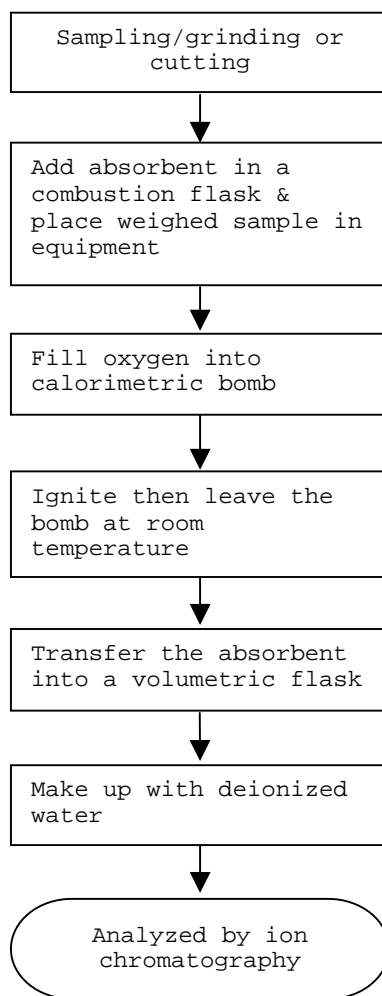 Sampling/grinding or
cutting
Add absorbent in a
combustion flask &
place weighed sample in
equipment
Fill oxygen into
calorimetric bomb
Ignite then leave the
bomb at room
temperature
Transfer the absorbent
into a volumetric flask
Make up with deionized
water
Analyzed by ion
chromatography